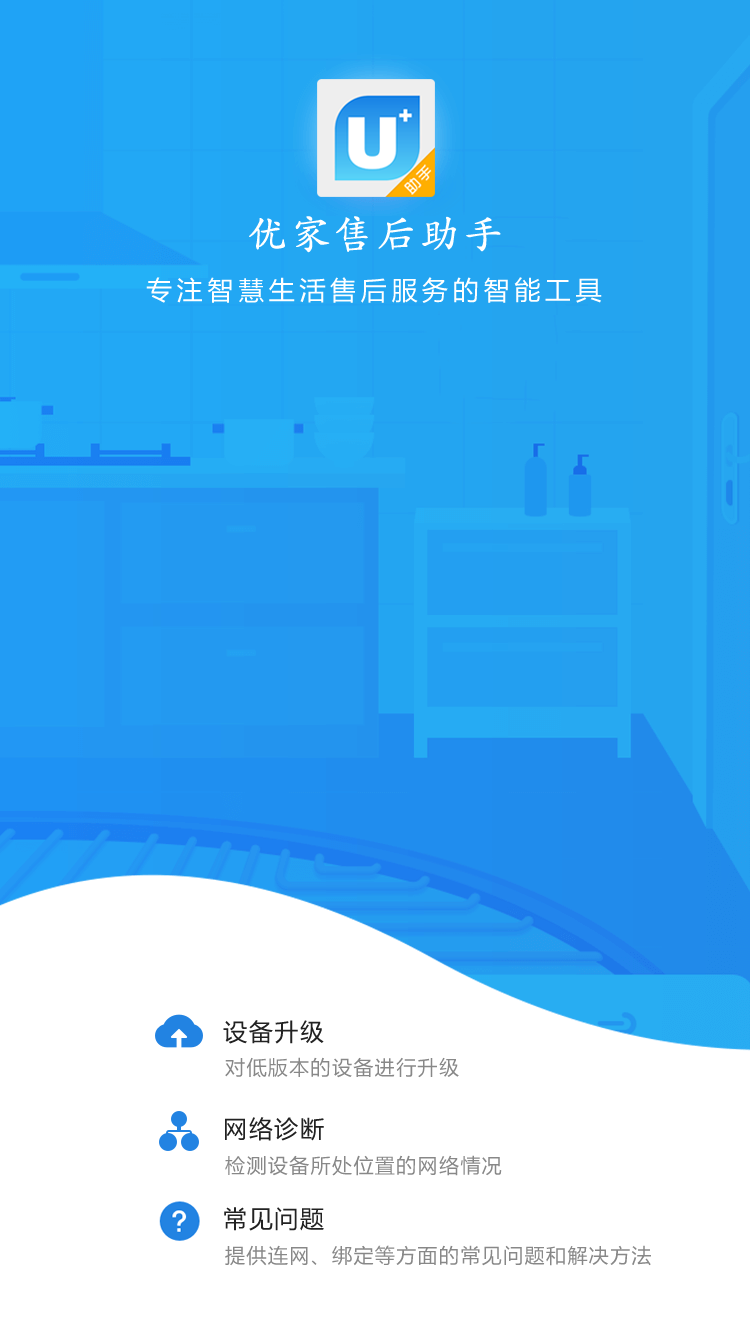 U+
助手
优家售后助手
专注智慧生活售后服务的智能工具
设备升级
对低版本的设备进行升级
网络诊断
检测设备所处位置的网络情况
?
常见问题
提供连网、绑定等方面的常见问题和解决方法